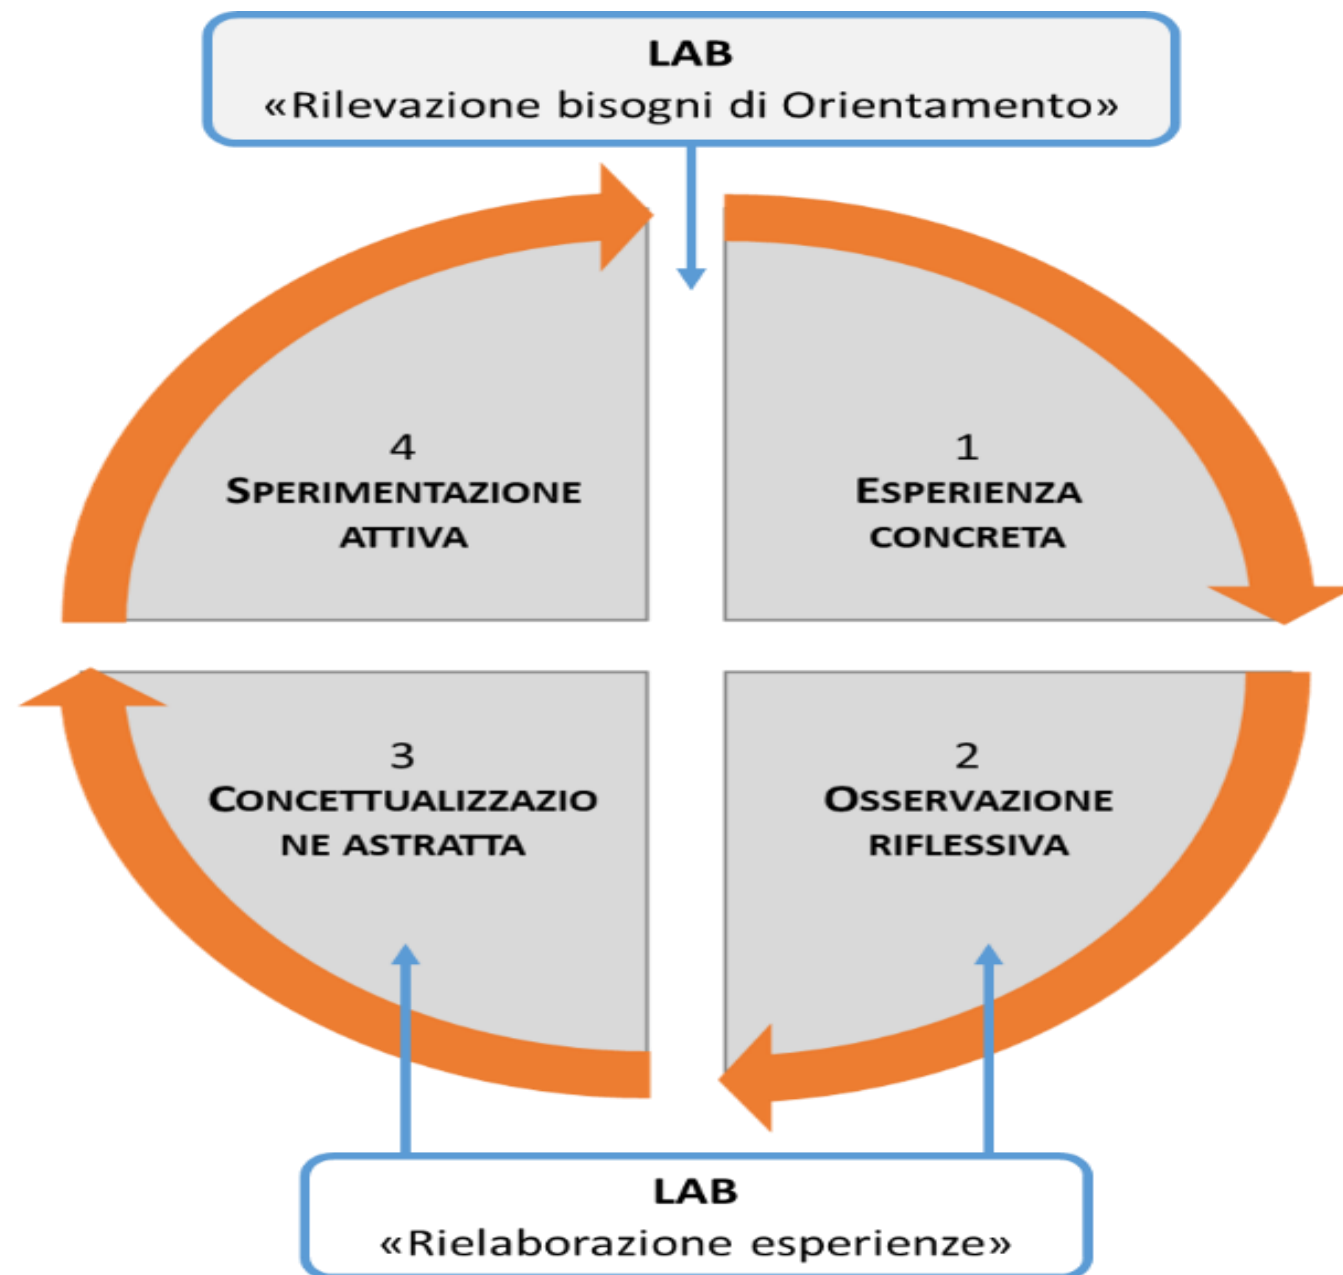 LAB
«Rilevazione bisogni di Orientamento»
4
SPERIMENTAZIONE
ATTIVA
1
ESPERIENZA
CONCRETA
3
CONCETTUALIZZAZIO
NE ASTRATTA
2
OSSERVAZIONE
RIFLESSIVA
LAB
«Rielaborazione esperienze»